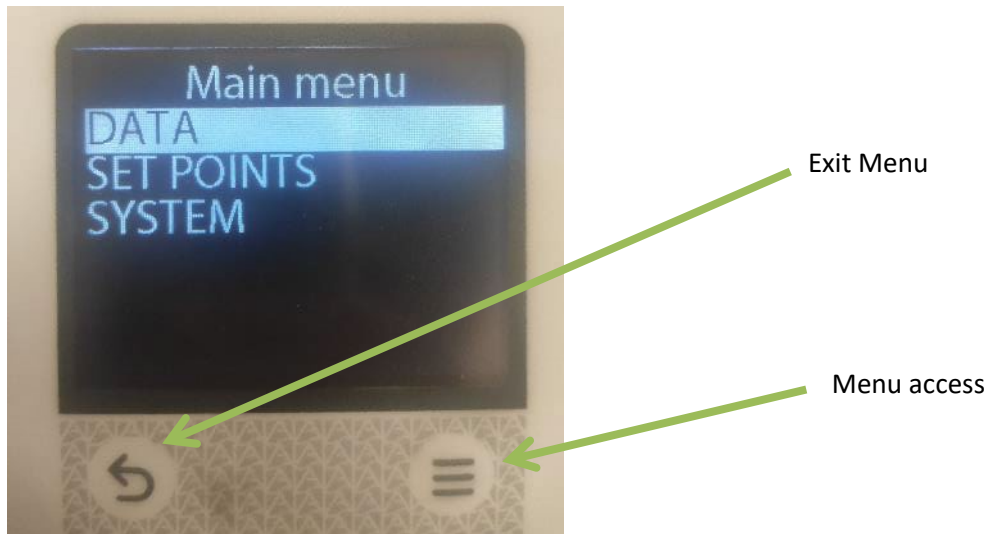 Main menu
DATA
SET POINTS
SYSTEM
Exit Menu
Menu access